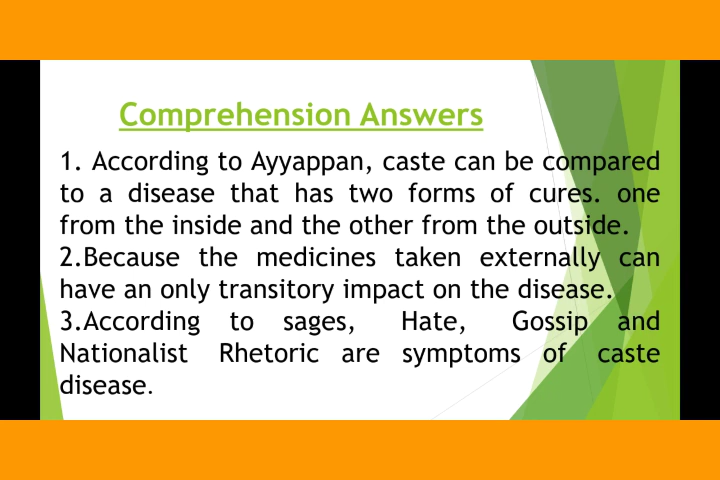 Comprehension Answers
1. According to Ayyappan, caste can be compared
to a disease that has two forms of cures. one
from the inside and the other from the outside.
2.Because the medicines taken externally can
have an only transitory impact on the disease.
3.According to sages, Hate, Gossip and
Nationalist Rhetoric are symptoms of caste
disease.